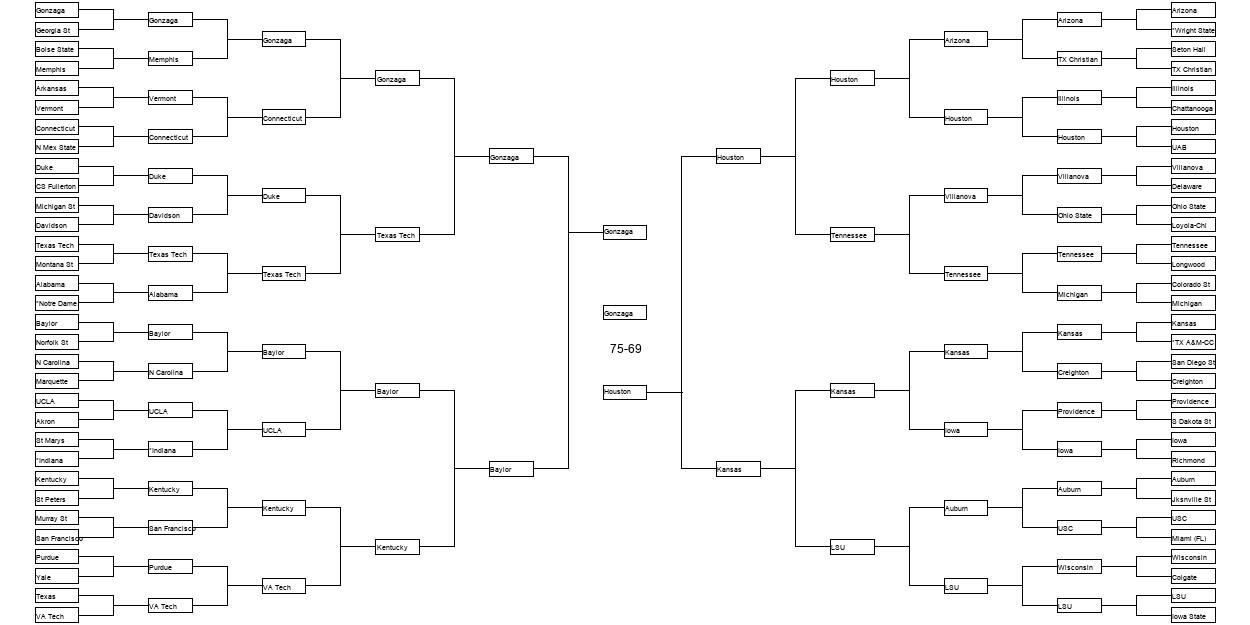 Gonzaga
Georgia St
Boise State
Memphis
Arkansas
Vermont
Connecticut
N Mex State
Duke
CS Fullerton
Michigan St
Davidson
Texas Tech
Montana St
Alabama
*Notre Dame
Baylor
Norfolk St
N Carolina
Marquette
UCLA
Akron
St Marys
*Indiana
Kentucky
St Peters
Murray St
San Francisco
Purdue
Yale
Texas
VA Tech
Gonzaga
Memphis
Vermont
Connecticut
Duke
Davidson
Texas Tech
Alabama
Baylor
N Carolina
UCLA
*Indiana
Kentucky
San Francisco
Purdue
VA Tech
Gonzaga
Connecticut
Duke
Texas Tech
Baylor
UCLA
Kentucky
VA Tech
Gonzaga
Texas Tech
Baylor
Kentucky
Gonzaga
Baylor
Gonzaga
Gonzaga
75-69
Houston
Houston
Kansas
Houston
Tennessee
Kansas
LSU
Arizona
Houston
Villanova
Tennessee
Kansas
Iowa
Auburn
LSU
Arizona
TX Christian
Illinois
Houston
Villanova
Ohio State
Tennessee
Michigan
Kansas
Creighton
Providence
Iowa
Auburn
USC
Wisconsin
LSU
Arizona
*Wright State
Seton Hall
TX Christian
Illinois
Chattanooga
Houston
UAB
Villanova
Delaware
Ohio State
Loyola-Chi
Tennessee
Longwood
Colorado St
Michigan
Kansas
*TX A&M-CC
San Diego St
Creighton
Providence
S Dakota St
Iowa
Richmond
Auburn
Jksnville St
USC
Miami (FL)
Wisconsin
Colgate
LSU
Iowa State